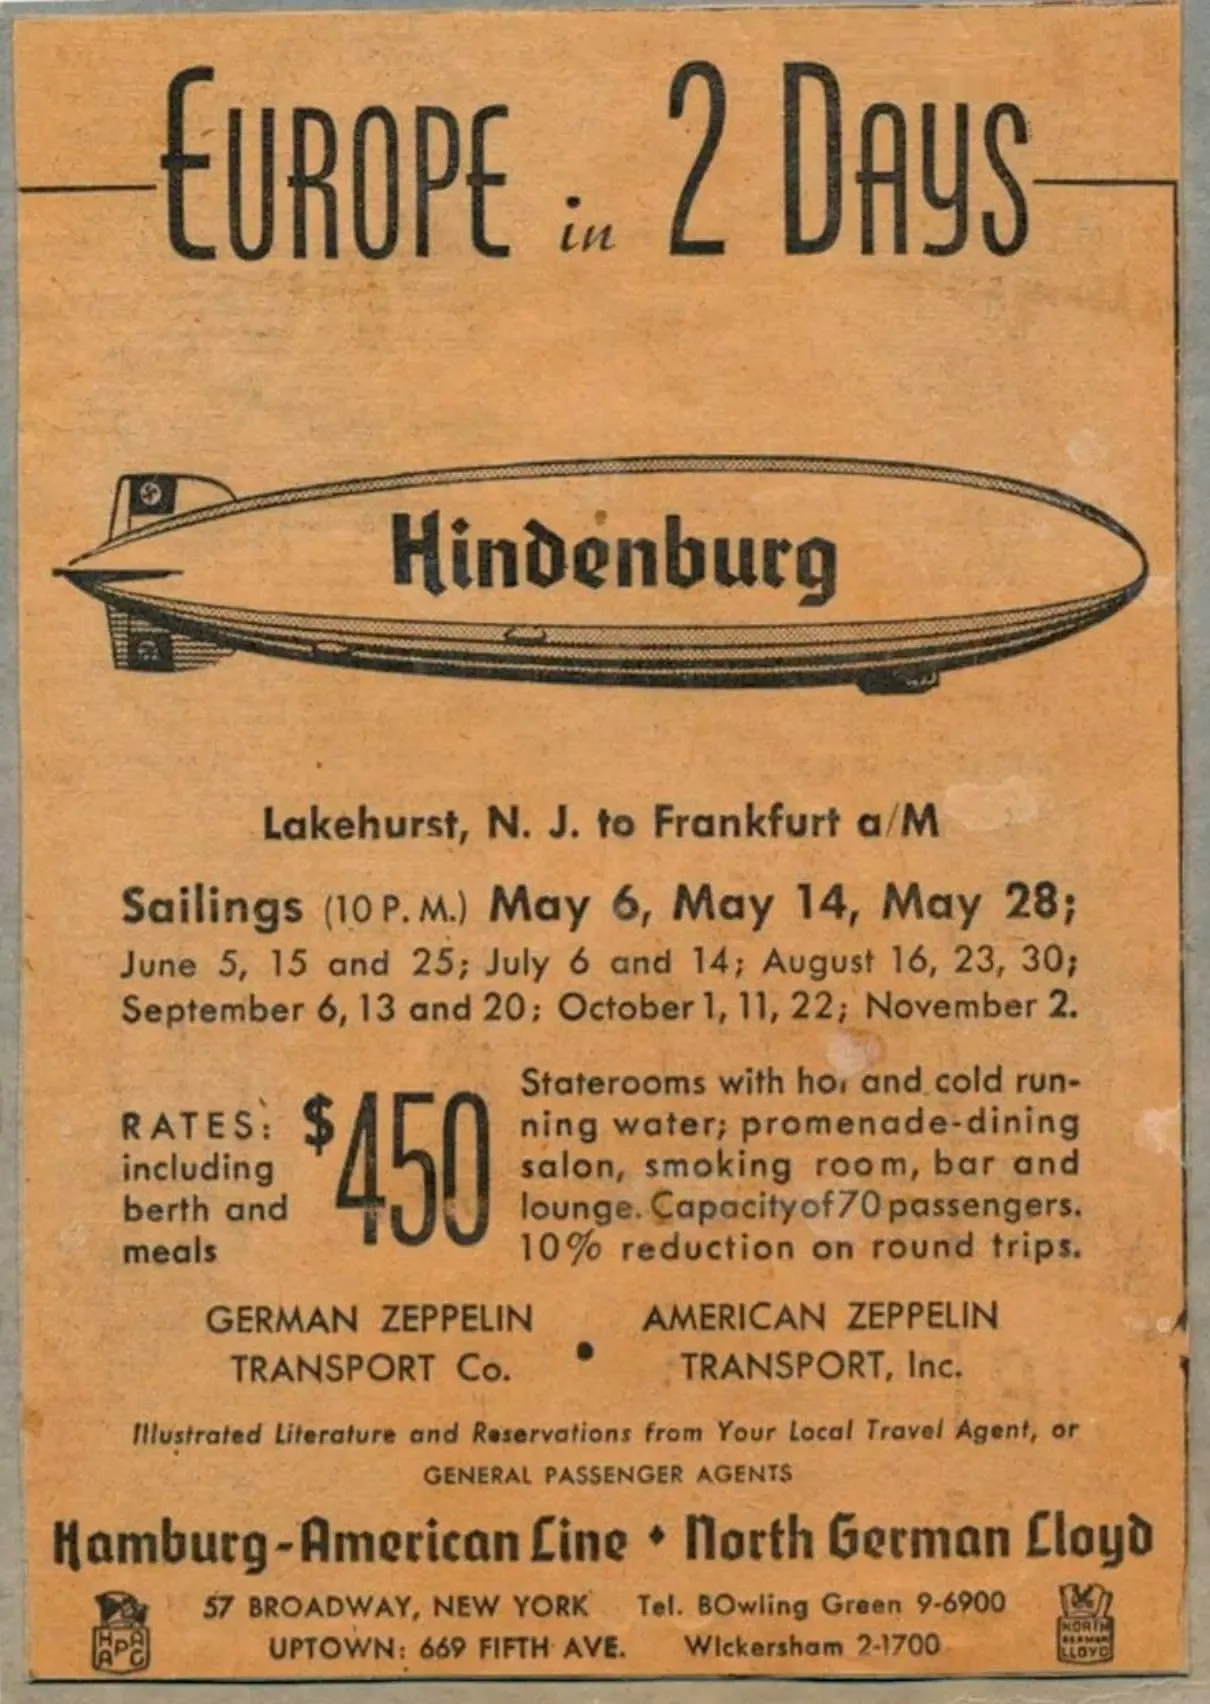 EUROPE in 2 DAYS
Hindenburg
Lakehurst, N. J. to Frankfurt a/M
Sailings (10 P. M.) May 6, May 14, May 28;
June 5, 15 and 25; July 6 and 14; August 16, 23, 30;
September 6, 13 and 20; October 1, 11, 22; November 2.
RATES:
including
berth and
meals
$450
Staterooms with hot and cold run-
ning water; promenade-dining
salon, smoking room, bar and
lounge. Capacity of 70 passengers.
10% reduction on round trips.
GERMAN ZEPPELIN
TRANSPORT Co.
•
AMERICAN ZEPPELIN
TRANSPORT, Inc.
Illustrated Literature and Reservations from Your Local Travel Agent, or
GENERAL PASSENGER AGENTS
Hamburg-American Line • North German Lloyd
57 BROADWAY, NEW YORK Tel. BOwling Green 9-6900
UPTOWN: 669 FIFTH AVE. WIckersham 2-1700
HAPAG
NORTH
GERMAN
LLOYD